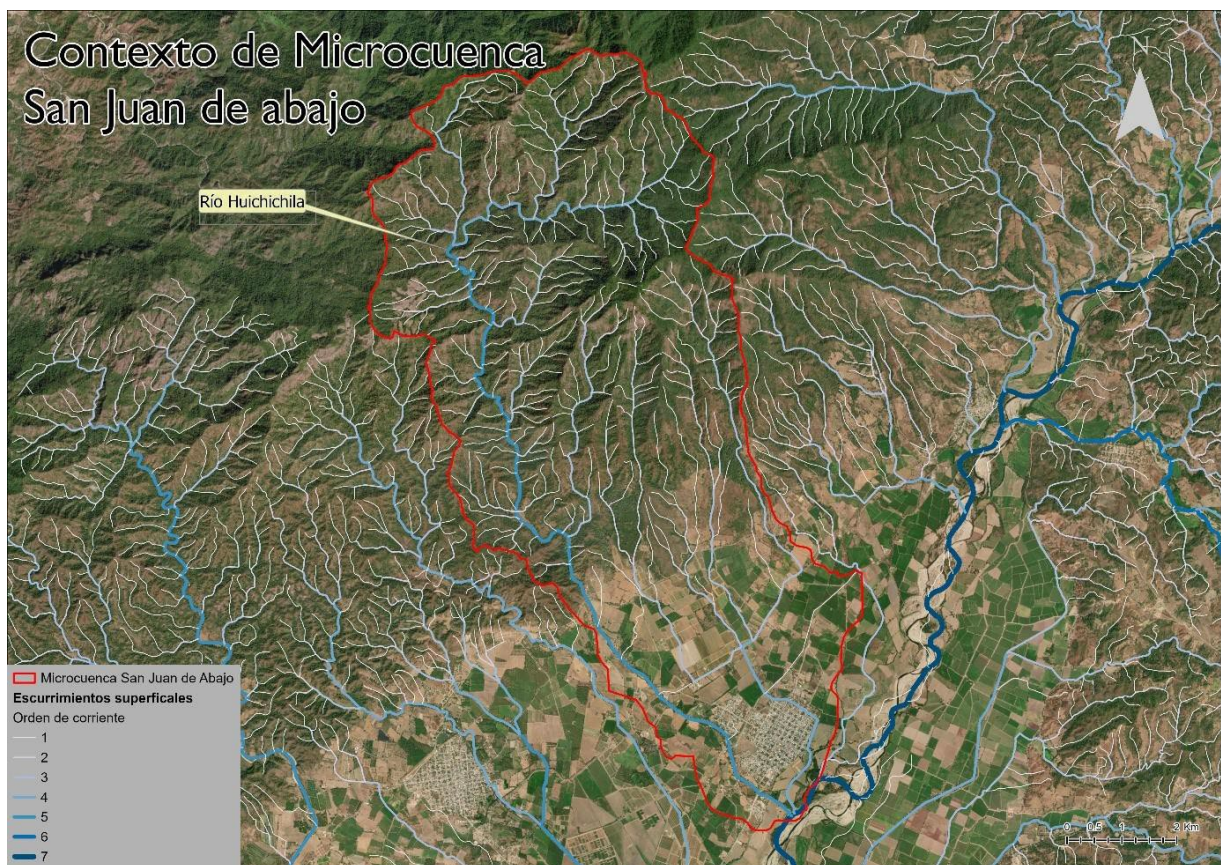 Contexto de Microcuenca
San Juan de abajo
N
Río Huichichila
Microcuenca San Juan de Abajo
Escurrimientos superficales
Orden de corriente
1
2
3
4
5
6
7
0 0.5 1 2 Km